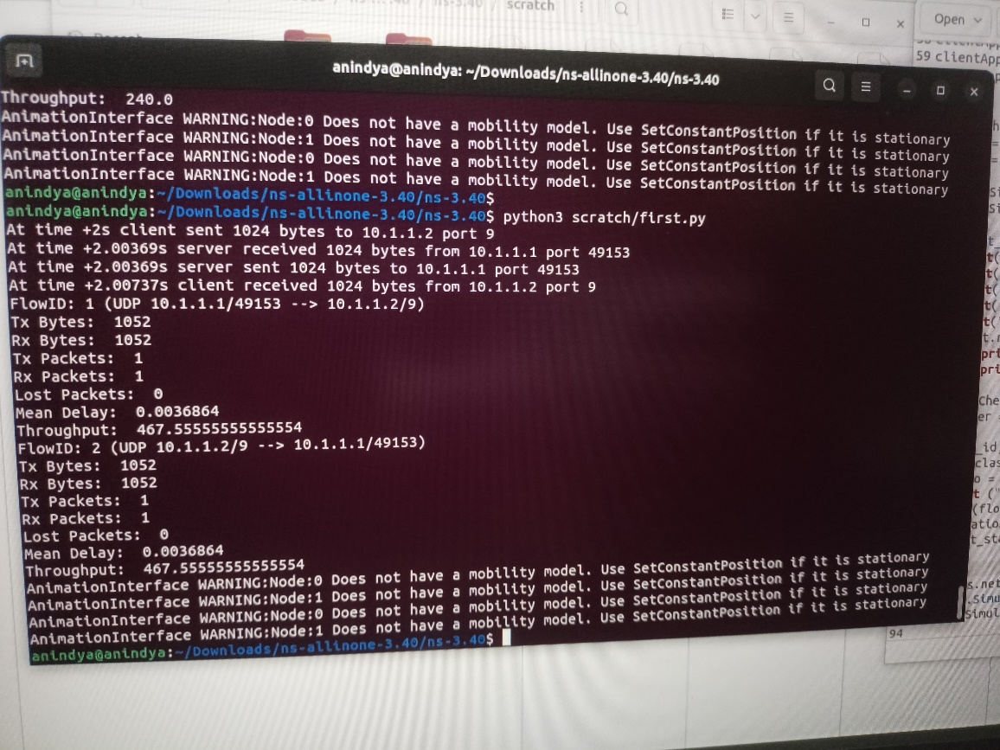 scratch
Open
59 clientApp
anindya@anindya: ~/Downloads/ns-allinone-3.40/ns-3.40
Throughput:  240.0
AnimationInterface WARNING:Node:0 Does not have a mobility model. Use SetConstantPosition if it is stationary
AnimationInterface WARNING:Node:1 Does not have a mobility model. Use SetConstantPosition if it is stationary
AnimationInterface WARNING:Node:0 Does not have a mobility model. Use SetConstantPosition if it is stationary
AnimationInterface WARNING:Node:1 Does not have a mobility model. Use SetConstantPosition if it is stationary
anindya@anindya:~/Downloads/ns-allinone-3.40/ns-3.40$
anindya@anindya:~/Downloads/ns-allinone-3.40/ns-3.40$ python3 scratch/first.py
At time +2s client sent 1024 bytes to 10.1.1.2 port 9
At time +2.00369s server received 1024 bytes from 10.1.1.1 port 49153
At time +2.00369s server sent 1024 bytes to 10.1.1.1 port 49153
At time +2.00737s client received 1024 bytes from 10.1.1.2 port 9
FlowID: 1 (UDP 10.1.1.1/49153 --> 10.1.1.2/9)
Tx Bytes:  1052
Rx Bytes:  1052
Tx Packets:  1
Rx Packets:  1
Lost Packets:  0
Mean Delay:  0.0036864
Throughput:  467.55555555555554
FlowID: 2 (UDP 10.1.1.2/9 --> 10.1.1.1/49153)
Tx Bytes:  1052
Rx Bytes:  1052
Tx Packets:  1
Rx Packets:  1
Lost Packets:  0
Mean Delay:  0.0036864
Throughput:  467.55555555555554
AnimationInterface WARNING:Node:0 Does not have a mobility model. Use SetConstantPosition if it is stationary
AnimationInterface WARNING:Node:1 Does not have a mobility model. Use SetConstantPosition if it is stationary
AnimationInterface WARNING:Node:0 Does not have a mobility model. Use SetConstantPosition if it is stationary
AnimationInterface WARNING:Node:1 Does not have a mobility model. Use SetConstantPosition if it is stationary
anindya@anindya:~/Downloads/ns-allinone-3.40/ns-3.40$
94